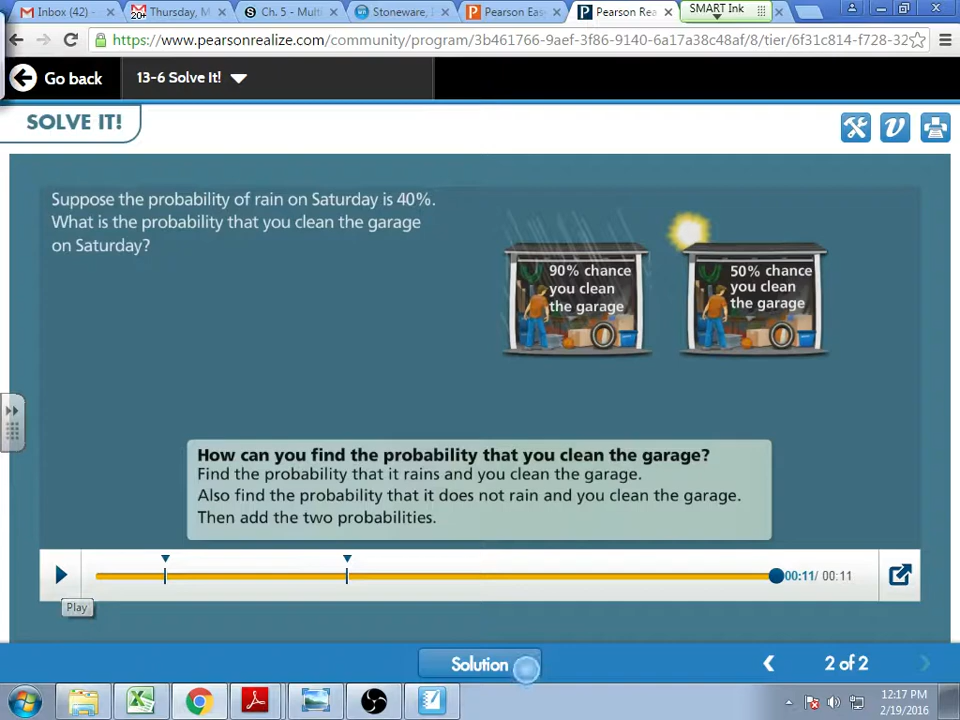 Inbox (42) -
Thursday, M
20+
Ch. 5 - Multi
Stoneware, 
Pearson Eas
Pearson Rea
SMART Ink
https://www.pearsonrealize.com/community/program/3b461766-9aef-3f86-9140-6a17a38c48af/8/tier/6f31c814-f728-32
Go back
13-6 Solve It!
SOLVE IT!
Suppose the probability of rain on Saturday is 40%.
What is the probability that you clean the garage
on Saturday?
90% chance
you clean
the garage
50% chance
you clean
the garage
How can you find the probability that you clean the garage?
Find the probability that it rains and you clean the garage.
Also find the probability that it does not rain and you clean the garage.
Then add the two probabilities.
00:11/ 00:11
Play
Solution
2 of 2
12:17 PM
2/19/2016